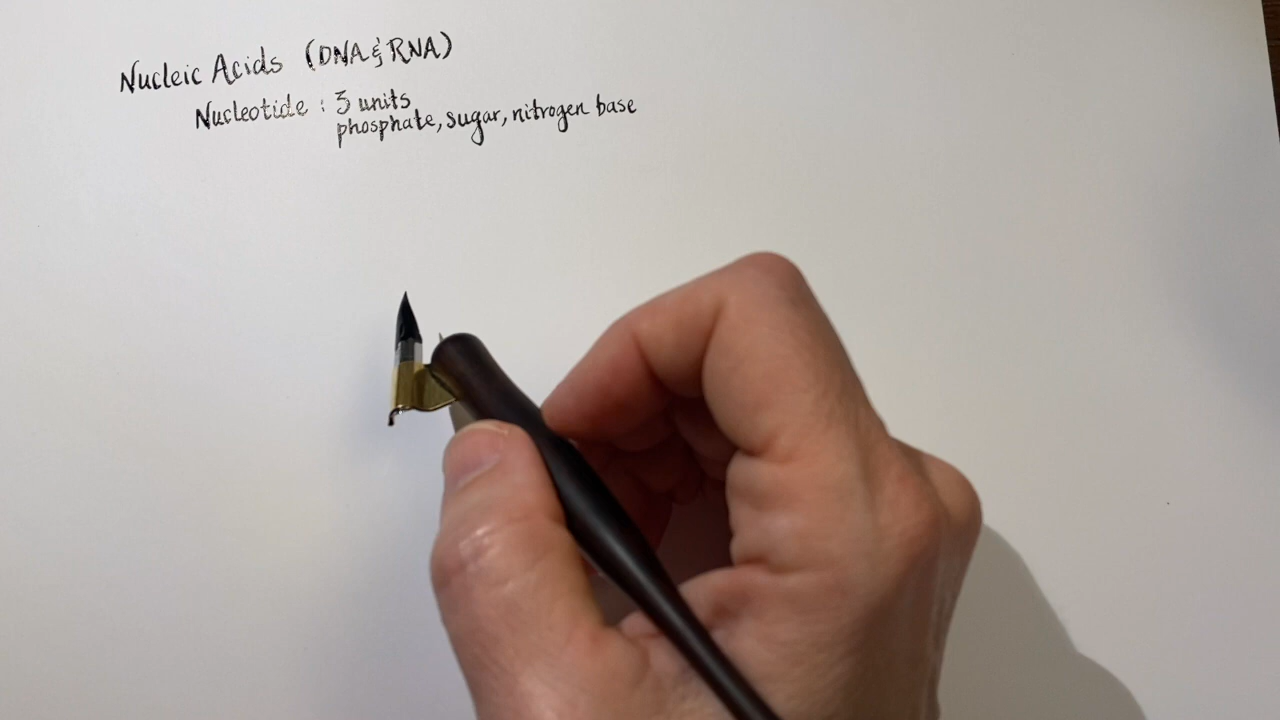 Nucleic Acids (DNA & RNA)
Nucleotide : 3 units
phosphate, sugar, nitrogen base